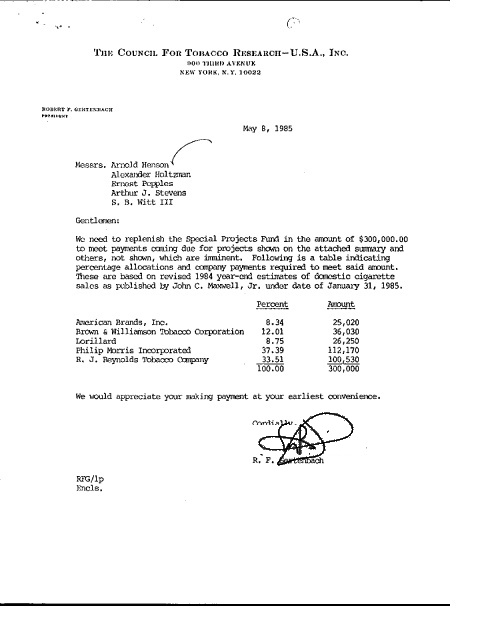 THE COUNCIL FOR TOBACCO RESEARCH—U.S.A., INC.
900 THIRD AVENUE
NEW YORK, N.Y. 10022
ROBERT F. GERTENBACH
PRESIDENT
May 8, 1985
Messrs. Arnold Henson
Alexander Holtzman
Ernest Pepples
Arthur J. Stevens
S. B. Witt III
Gentlemen:
We need to replenish the Special Projects Fund in the amount of $300,000.00
to meet payments coming due for projects shown on the attached summary and
others, not shown, which are imminent. Following is a table indicating
percentage allocations and company payments required to meet said amount.
These are based on revised 1984 year-end estimates of domestic cigarette
sales as published by John C. Maxwell, Jr. under date of January 31, 1985.
Percent Amount
American Brands, Inc. 8.34 25,020
Brown & Williamson Tobacco Corporation 12.01 36,030
Lorillard 8.75 26,250
Philip Morris Incorporated 37.39 112,170
R. J. Reynolds Tobacco Company 33.51 100,530
100.00 300,000
We would appreciate your making payment at your earliest convenience.
Cordially,
R. F. Gertenbach
RFG/lp
Encls.